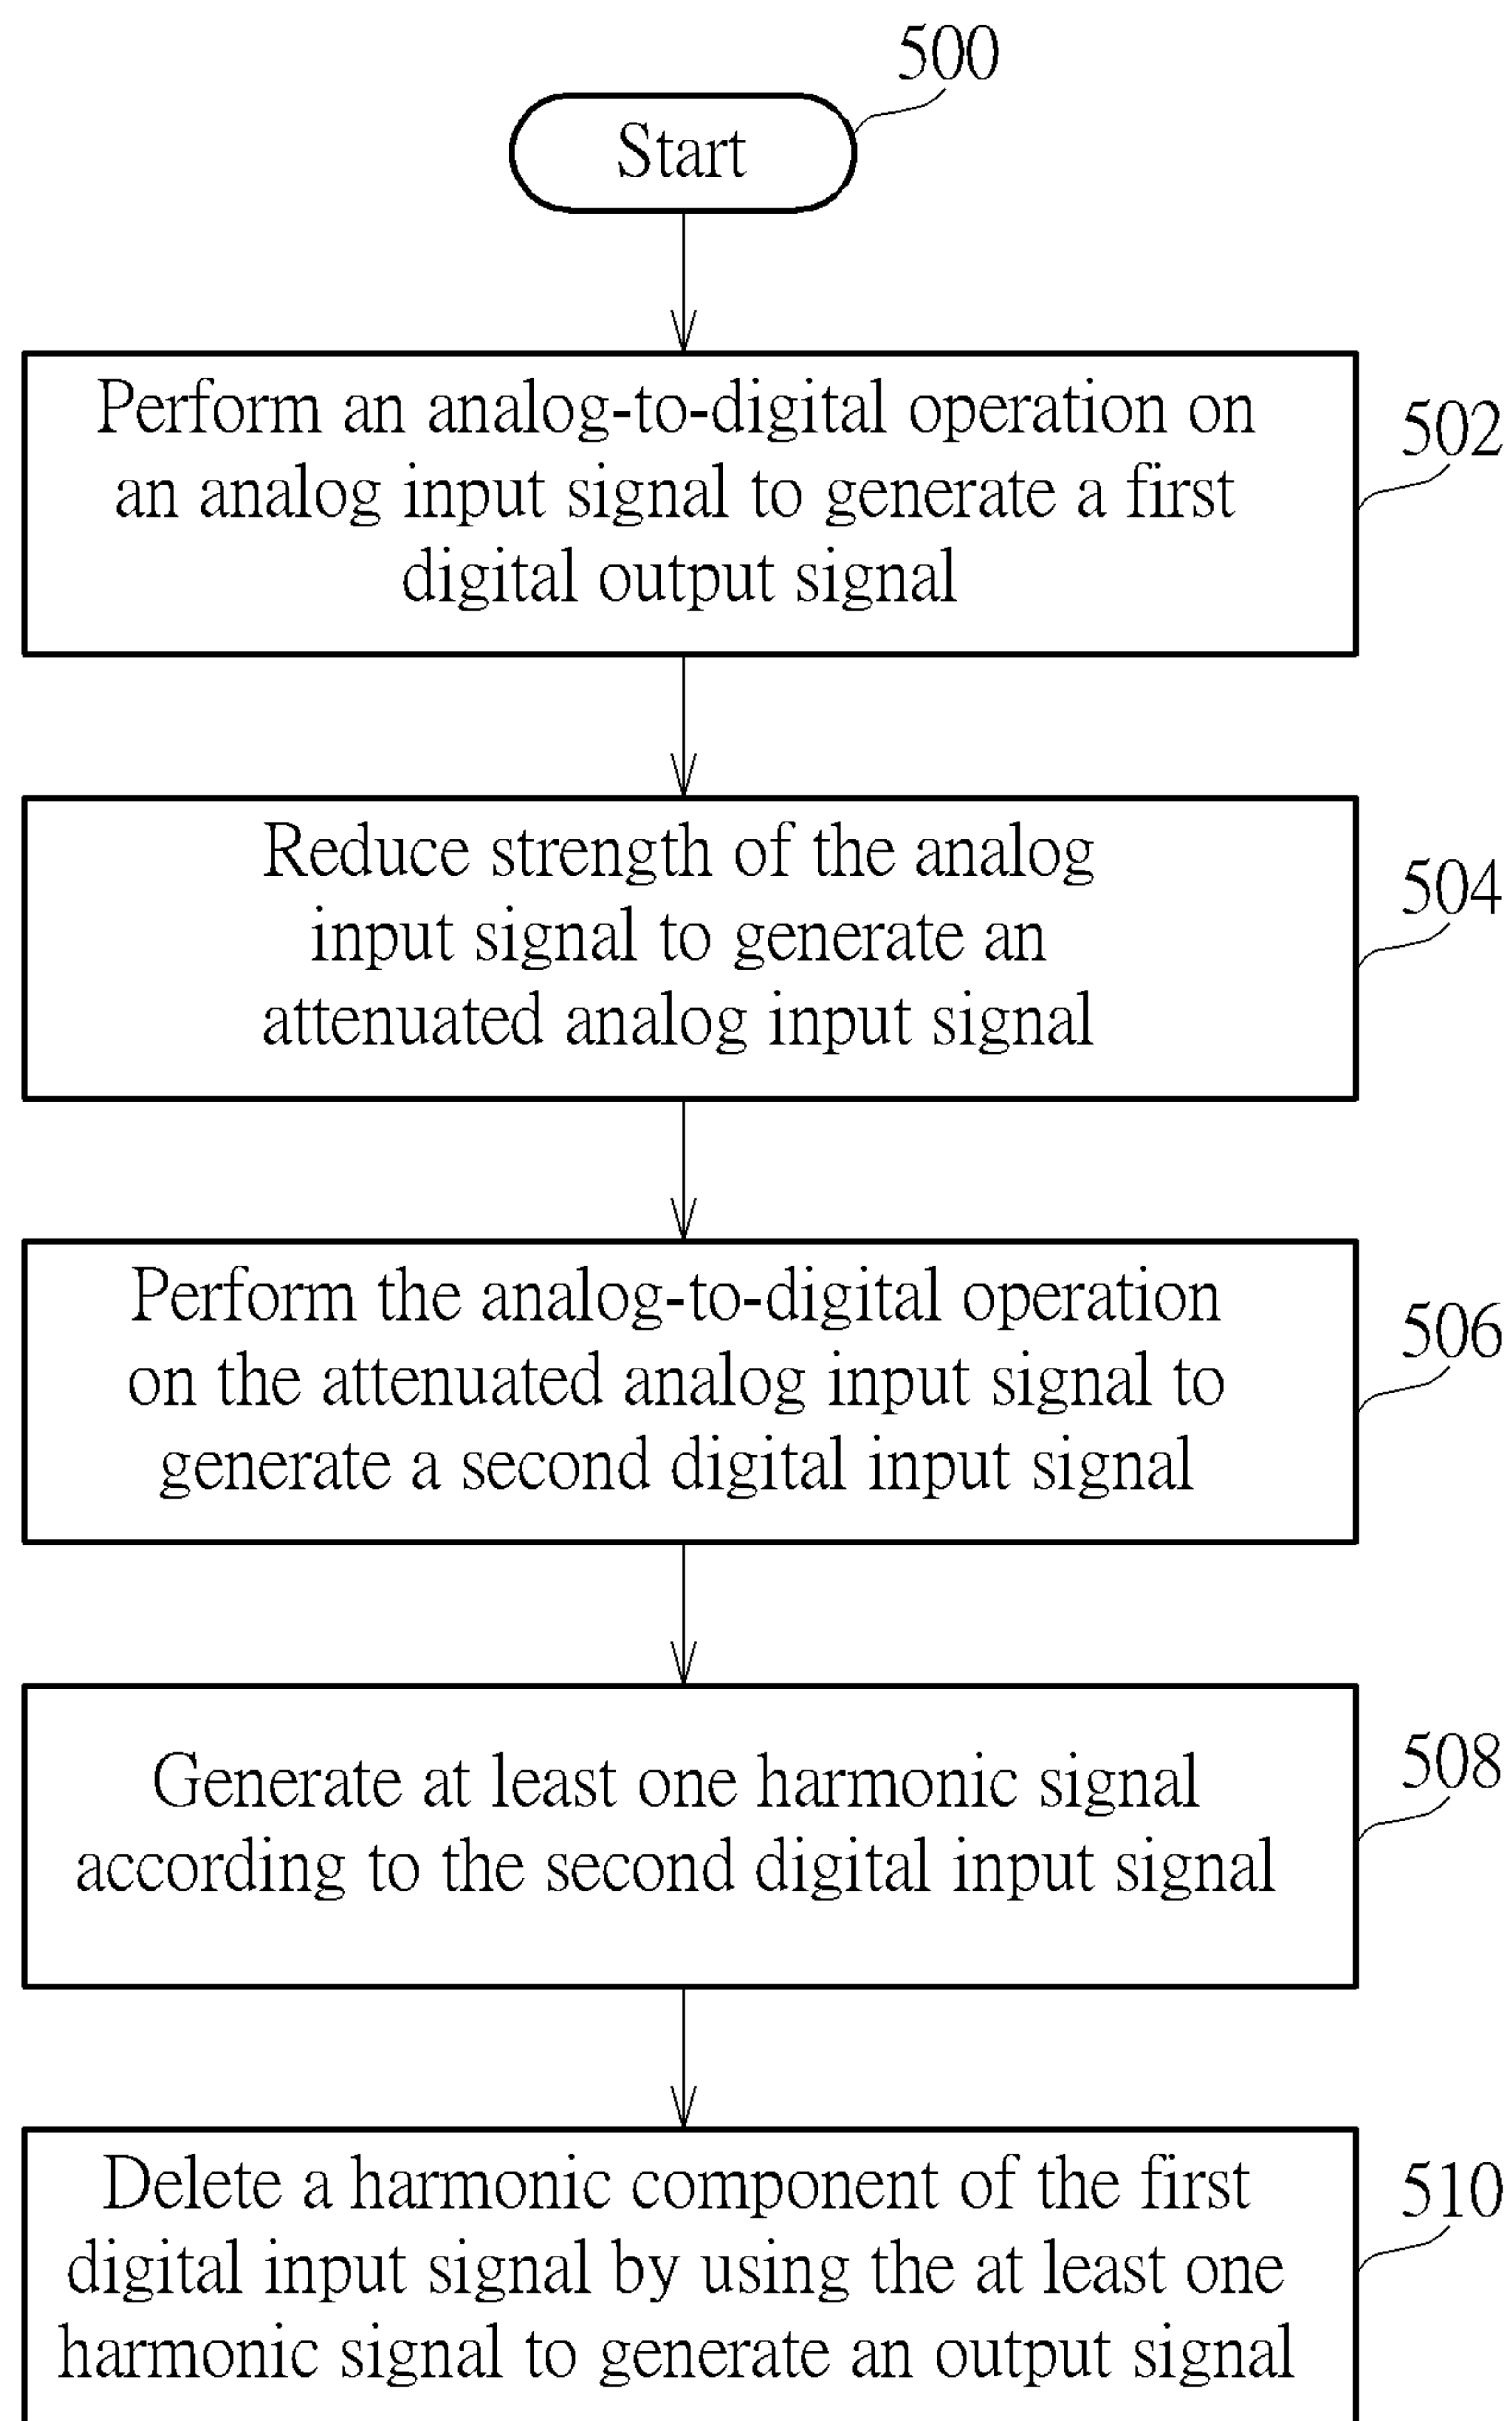 500
Start
Perform an analog-to-digital operation on
an analog input signal to generate a first
digital output signal
502
Reduce strength of the analog
input signal to generate an
attenuated analog input signal
504
Perform the analog-to-digital operation
on the attenuated analog input signal to
generate a second digital input signal
506
Generate at least one harmonic signal
according to the second digital input signal
508
Delete a harmonic component of the first
digital input signal by using the at least one
harmonic signal to generate an output signal
510